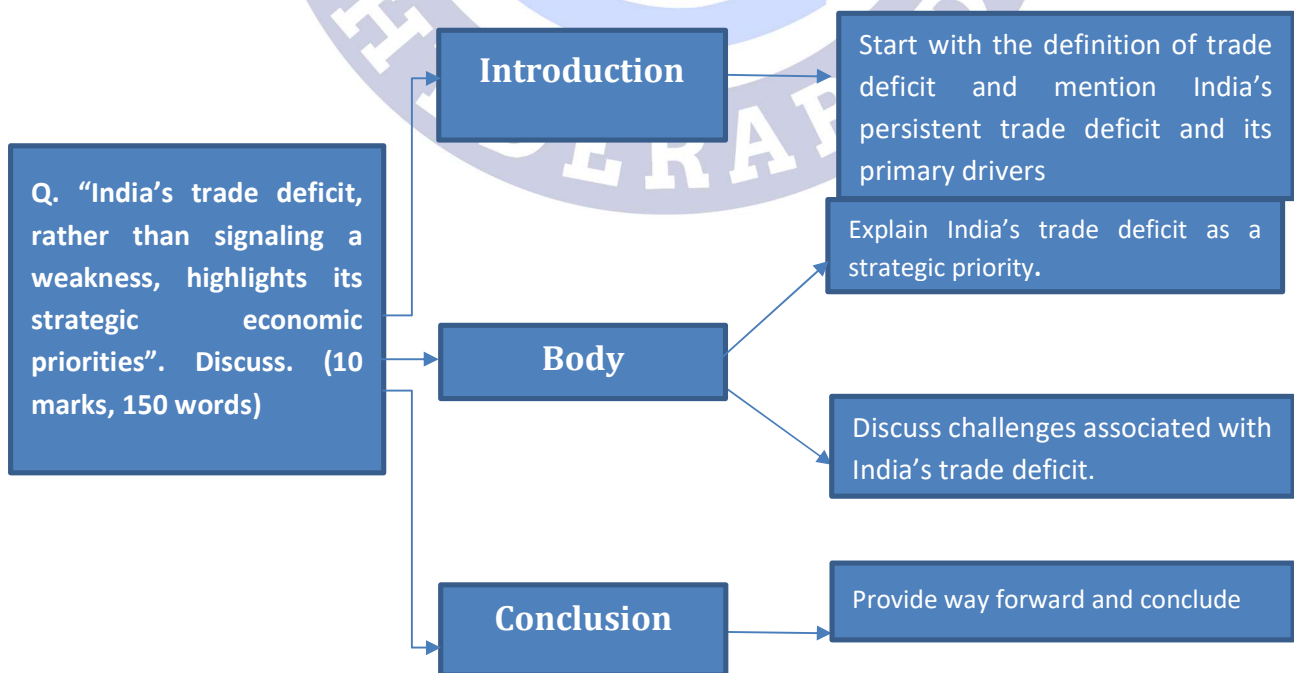 Q. “India’s trade deficit,
rather than signaling a
weakness, highlights its
strategic economic
priorities”. Discuss. (10
marks, 150 words)
Introduction
Start with the definition of trade
deficit and mention India’s
persistent trade deficit and its
primary drivers
Body
Explain India’s trade deficit as a
strategic priority.
Discuss challenges associated with
India’s trade deficit.
Conclusion
Provide way forward and conclude